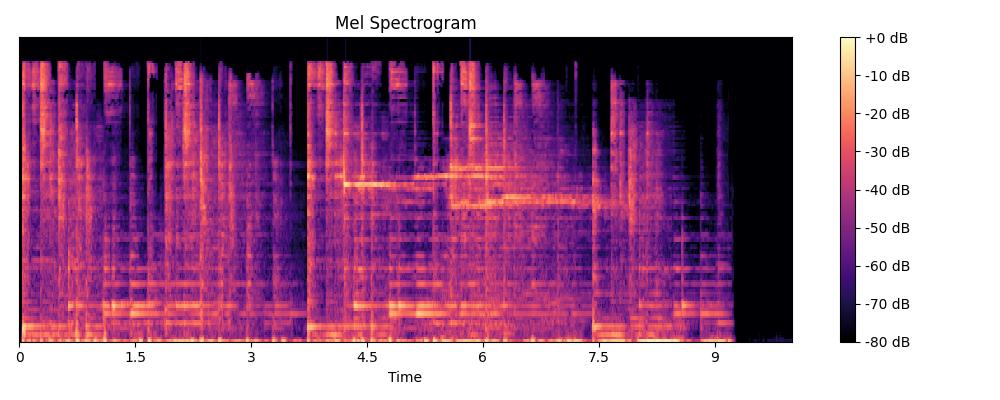 Mel Spectrogram
+0 dB
-10 dB
-20 dB
-30 dB
-40 dB
-50 dB
-60 dB
-70 dB
-80 dB
0 1.5 3 4.5 6 7.5 9
Time